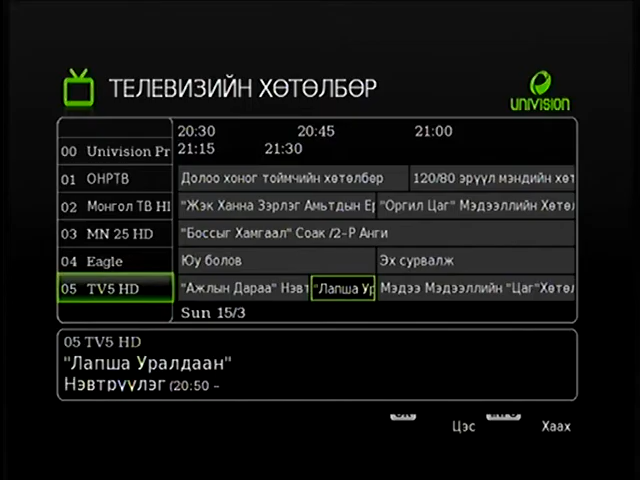 ТЕЛЕВИЗИЙН ХӨТӨЛБӨР
univision
20:30 20:45 21:00
21:15 21:30
00 Univision Pr
01 ОНРТВ Долоо хоног тоймчийн хөтөлбөр 120/80 эрүүл мэндийн хөт
02 Монгол ТВ HI "Жэк Ханна Зэрлэг Амьтдын Ер "Оргил Цаг" Мэдээллийн Хөтөл
03 MN 25 HD "Боссыг Хамгаал" Соак /2-Р Анги
04 Eagle Юу болов Эх сурвалж
05 TV5 HD "Ажлын Дараа" Нэвт "Лапша Ур Мэдээ Мэдээллийн "Цаг"Хөтөл
Sun 15/3
05 TV5 HD
"Лапша Уралдаан"
Нэвтрүүлэг (20:50 –
Цэс Хаах